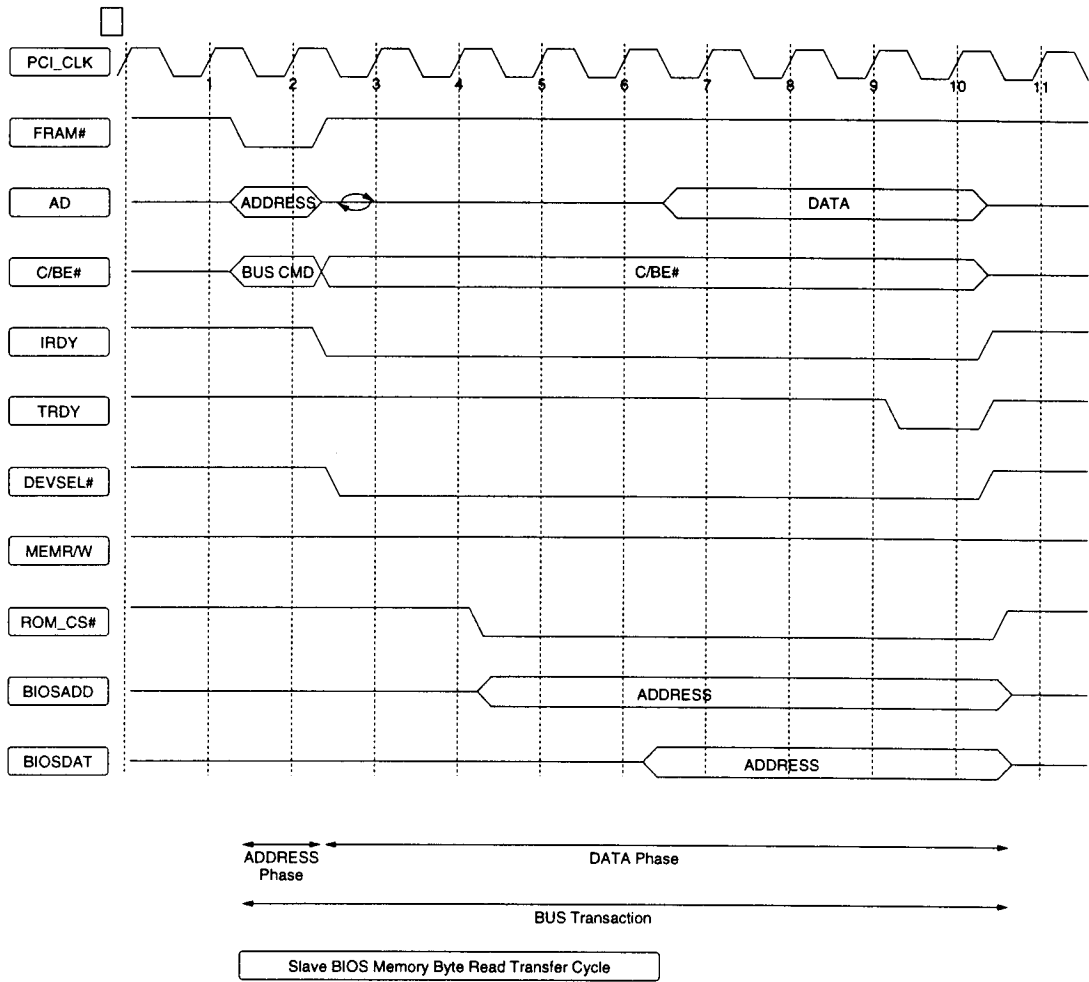 PCI_CLK
1 2 3 4 5 6 7 8 9 10 11
FRAM#
AD ADDRESS DATA
C/BE# BUS CMD C/BE#
IRDY
TRDY
DEVSEL#
MEMR/W
ROM_CS#
BIOSADD ADDRESS
BIOSDAT ADDRESS
ADDRESS
Phase
DATA Phase
BUS Transaction
Slave BIOS Memory Byte Read Transfer Cycle